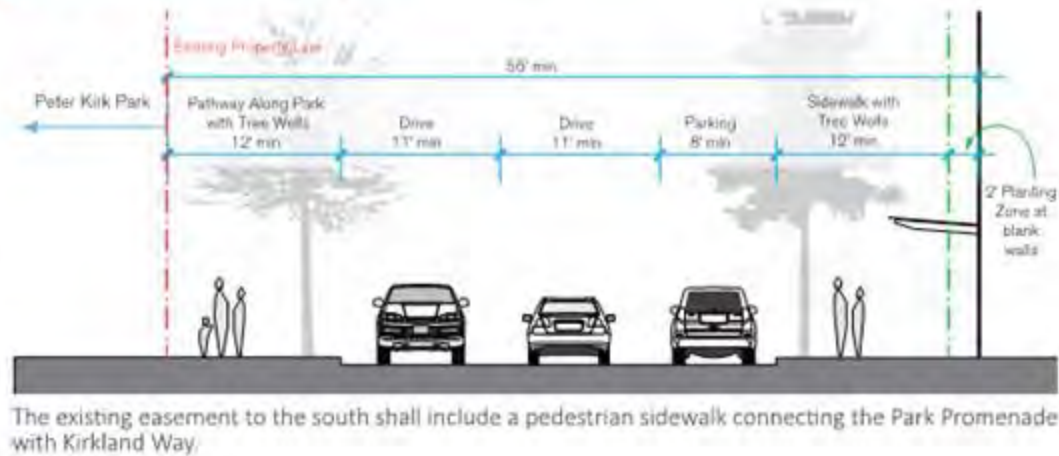 Existing Property Line
56' min
Peter Kirk Park
Pathway Along Park
with Tree Wells
12' min
Drive
11' min
Drive
11' min
Parking
8' min
Sidewalk with
Tree Wells
12' min
2' Planting
Zone at
blank
walls
The existing easement to the south shall include a pedestrian sidewalk connecting the Park Promenade
with Kirkland Way.